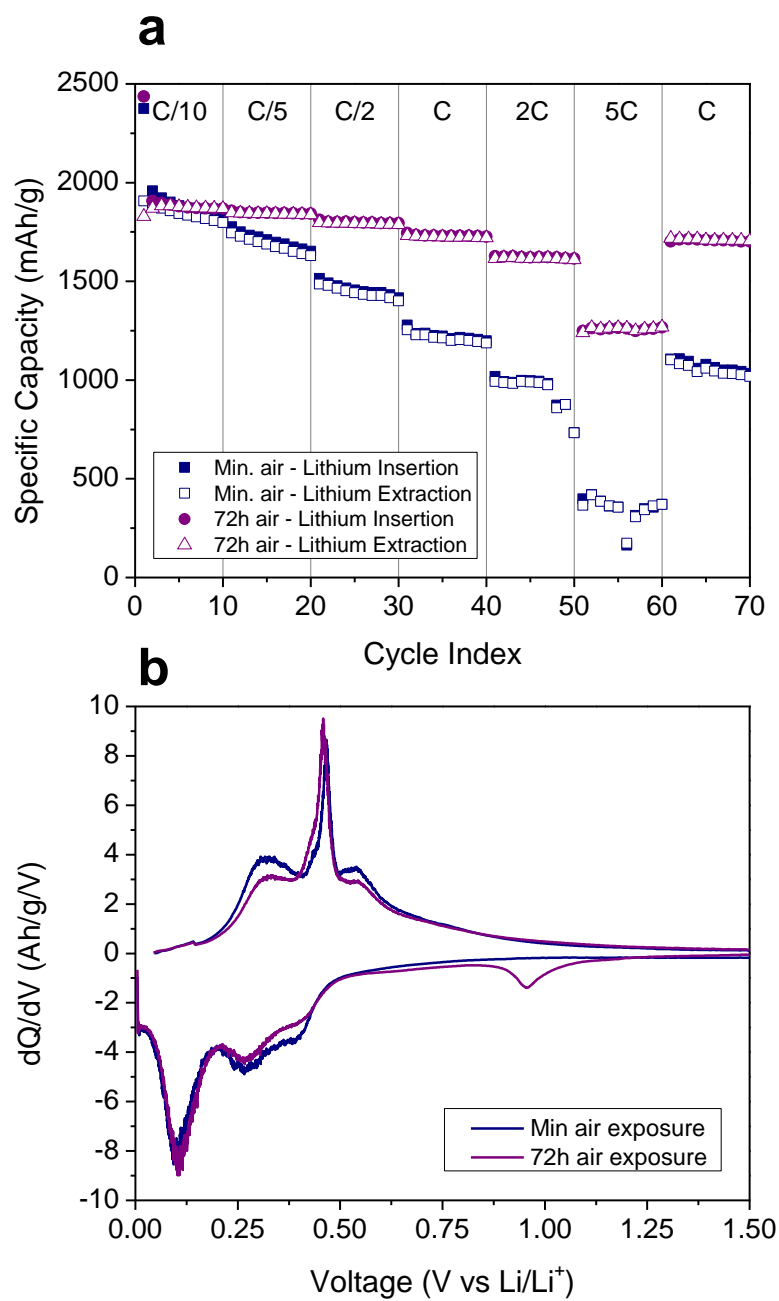 a
2500
2000
1500
1000
500
0
Specific Capacity (mAh/g)
C/10 C/5 C/2 C 2C 5C C
Min. air - Lithium Insertion
Min. air - Lithium Extraction
72h air - Lithium Insertion
72h air - Lithium Extraction
0 10 20 30 40 50 60 70
Cycle Index
b
10
8
6
4
2
0
-2
-4
-6
-8
-10
dQ/dV (Ah/g/V)
Min air exposure
72h air exposure
0.00 0.25 0.50 0.75 1.00 1.25 1.50
Voltage (V vs Li/Li⁺)